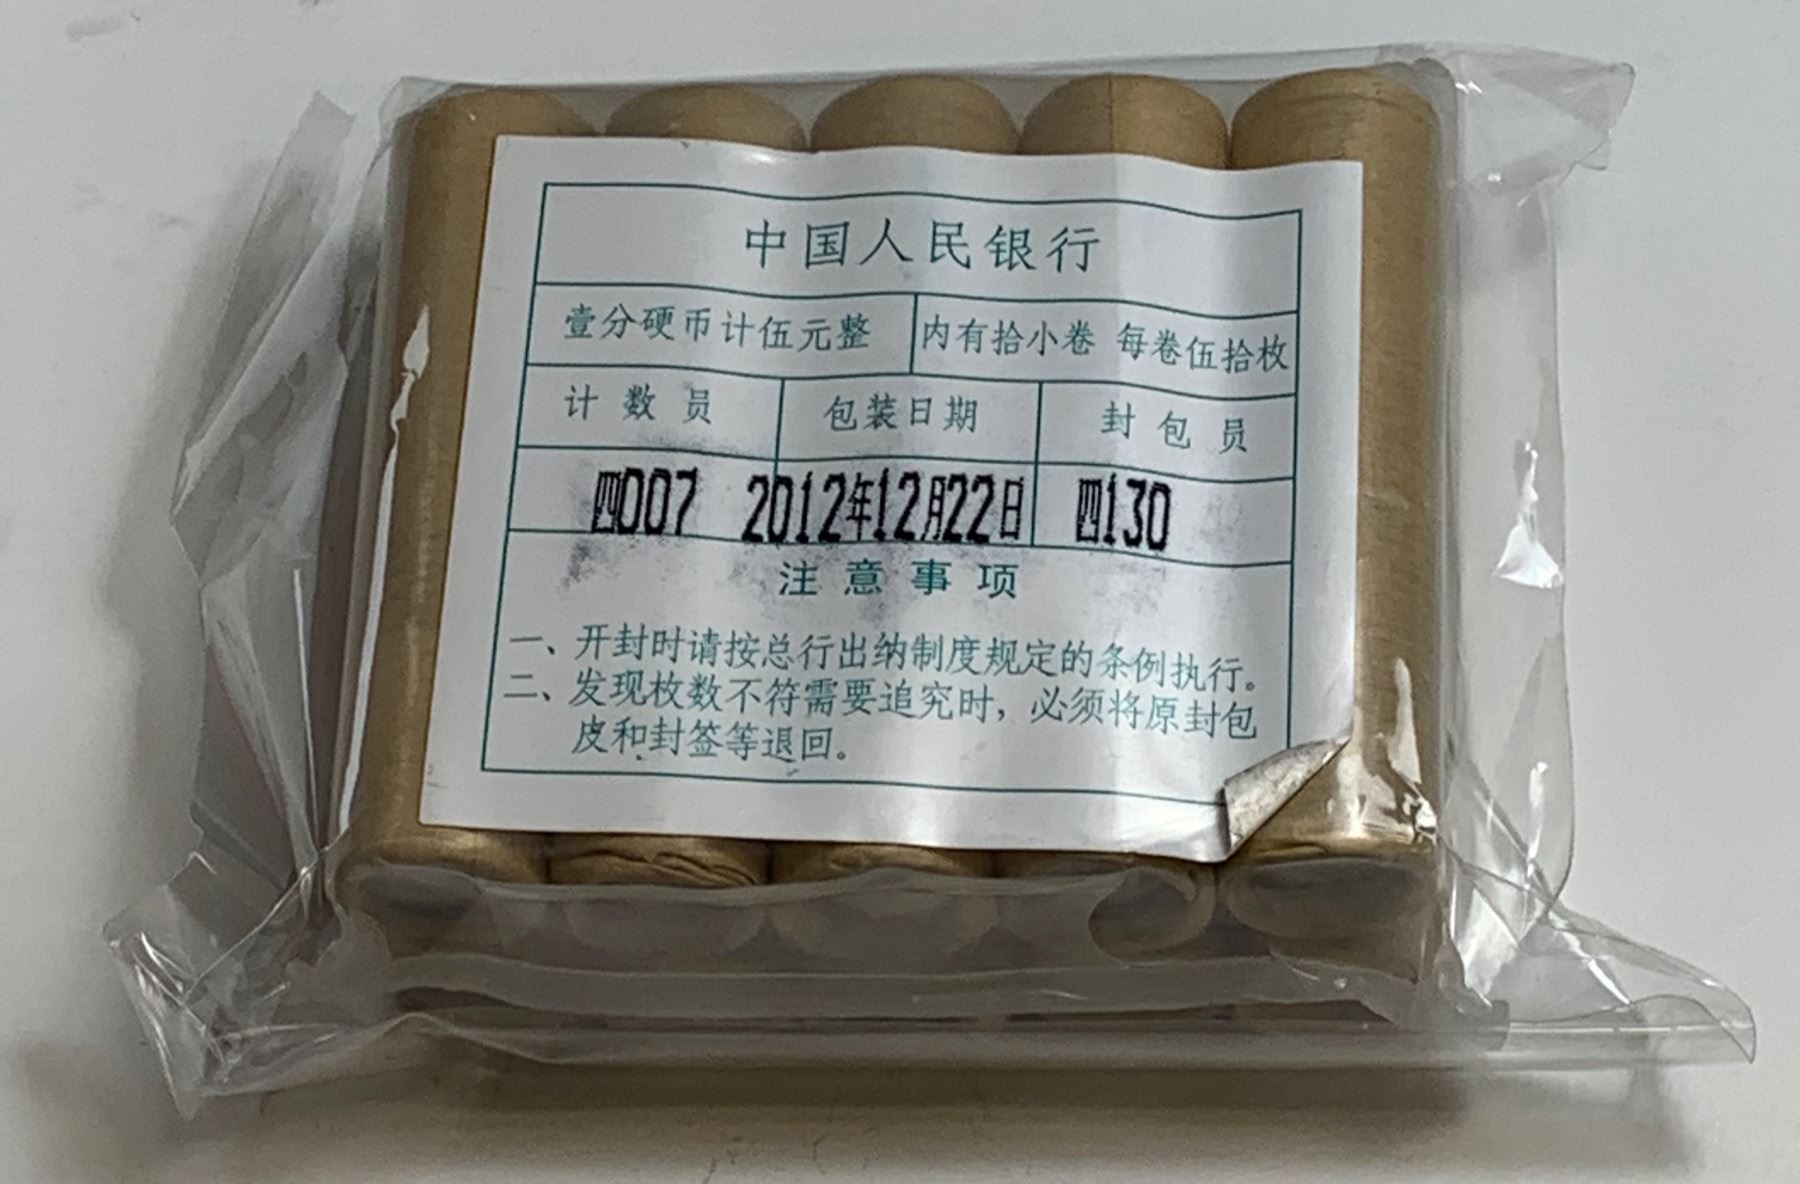 中国人民银行
壹分硬币计伍元整 内有拾小卷 每卷伍拾枚
计数员 包装日期 封包员
四007 2012年12月22日 四130
注意事项
一、开封时请按总行出纳制度规定的条例执行。
二、发现枚数不符需要追究时，必须将原封包
皮和封签等退回。